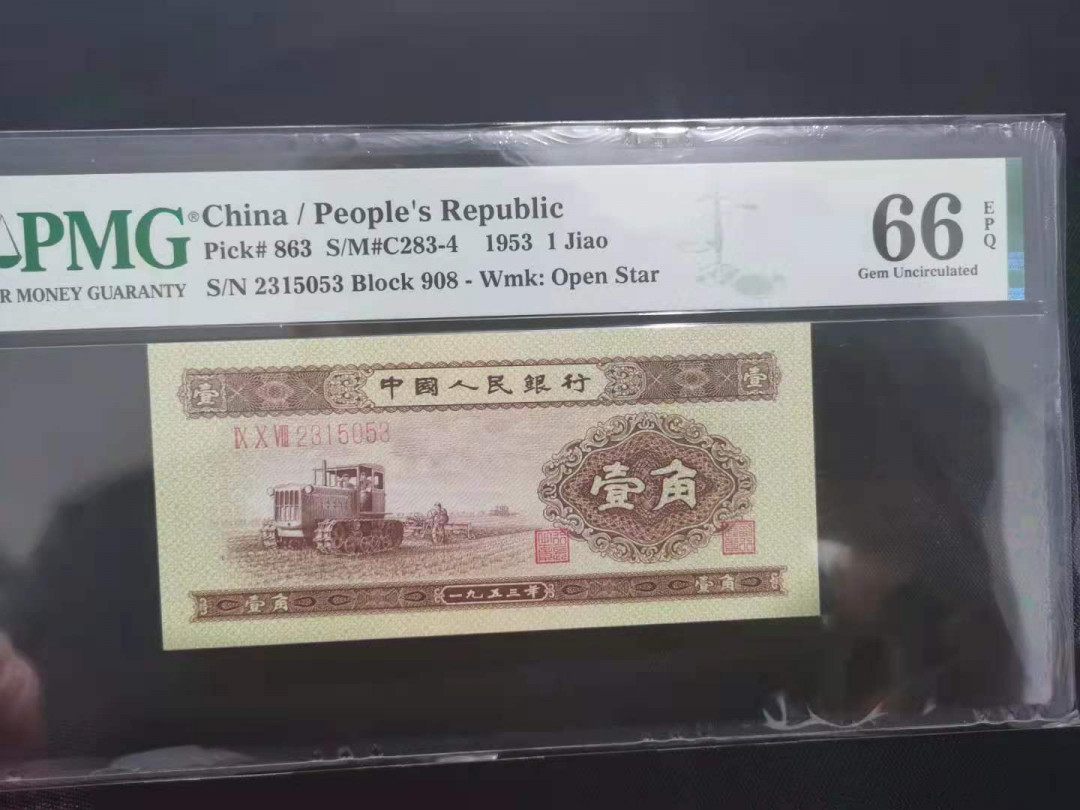 PMG® China / People's Republic
Pick# 863 S/M#C283-4 1953 1 Jiao
S/N 2315053 Block 908 - Wmk: Open Star
R MONEY GUARANTY
66 EPQ
Gem Uncirculated
壹 中國人民銀行 壹
IX X VIII 2315053
壹角
壹角 一九五三年 壹角